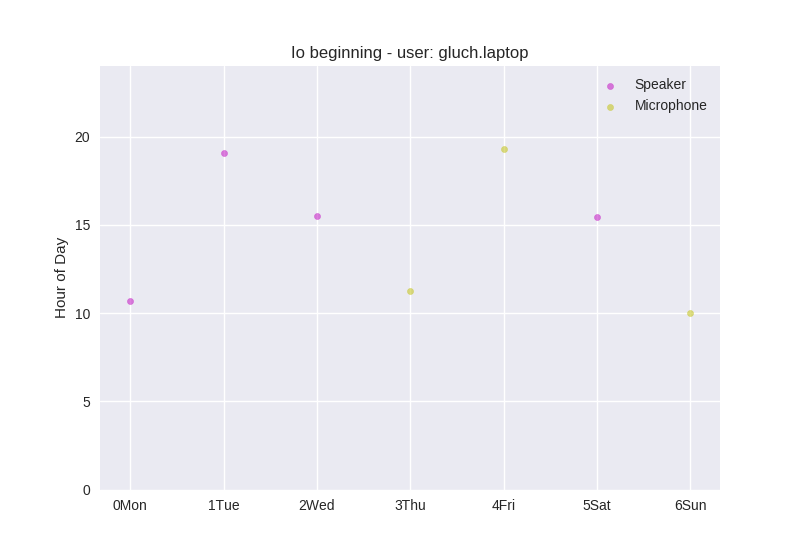 Io beginning - user: gluch.laptop
Speaker
Microphone
Hour of Day
20
15
10
5
0
0Mon 1Tue 2Wed 3Thu 4Fri 5Sat 6Sun